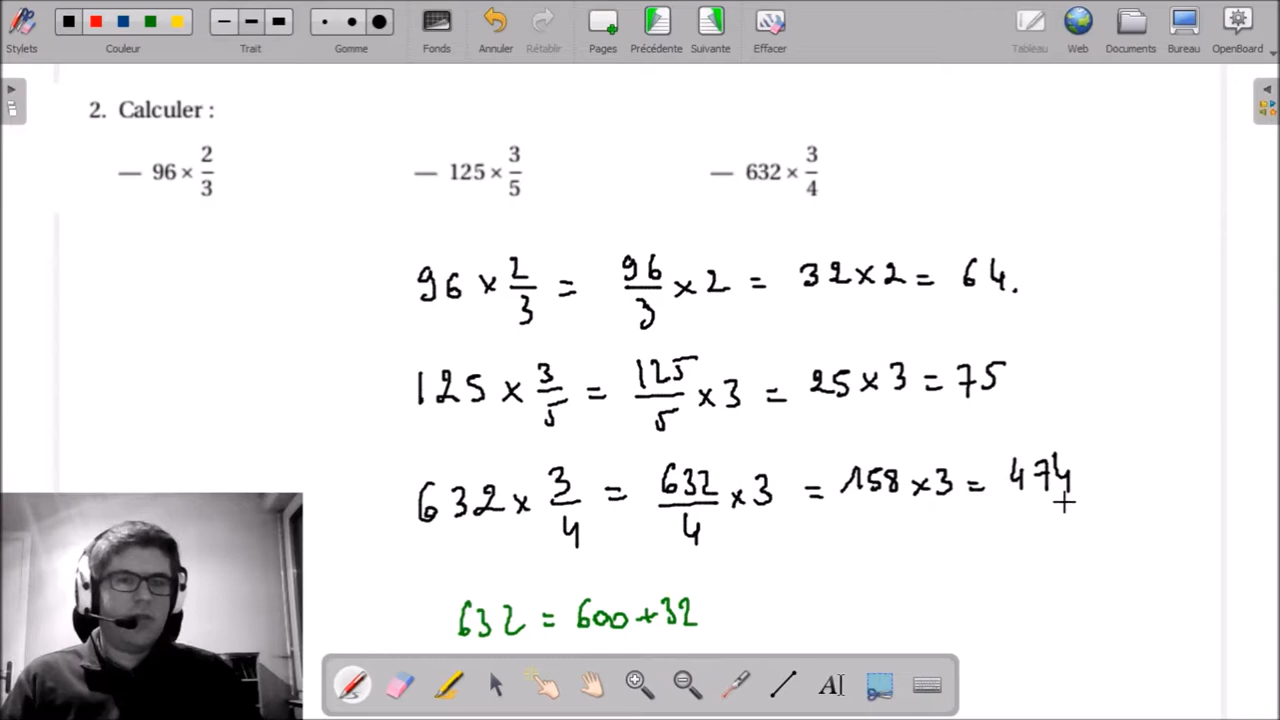 Stylets Couleur Trait Gomme Fonds Annuler Rétablir Pages Précédente Suivante Effacer Tableau Web Documents Bureau OpenBoard
2. Calculer :
— 96 × 2/3 — 125 × 3/5 — 632 × 3/4
96 × 2/3 = 96/3 × 2 = 32 × 2 = 64.
125 × 3/5 = 125/5 × 3 = 25 × 3 = 75
632 × 3/4 = 632/4 × 3 = 158 × 3 = 474
632 = 600 + 32
AI